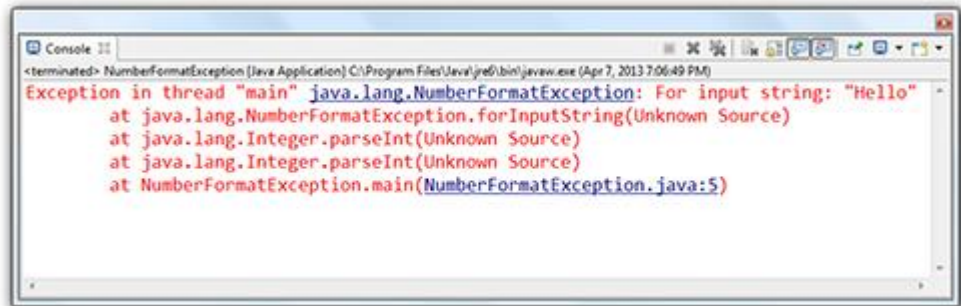 Console
<terminated> NumberFormatException [Java Application] C:\Program Files\Java\jre6\bin\javaw.exe (Apr 7, 2013 7:06:49 PM)
Exception in thread "main" java.lang.NumberFormatException: For input string: "Hello"
at java.lang.NumberFormatException.forInputString(Unknown Source)
at java.lang.Integer.parseInt(Unknown Source)
at java.lang.Integer.parseInt(Unknown Source)
at NumberFormatException.main(NumberFormatException.java:5)